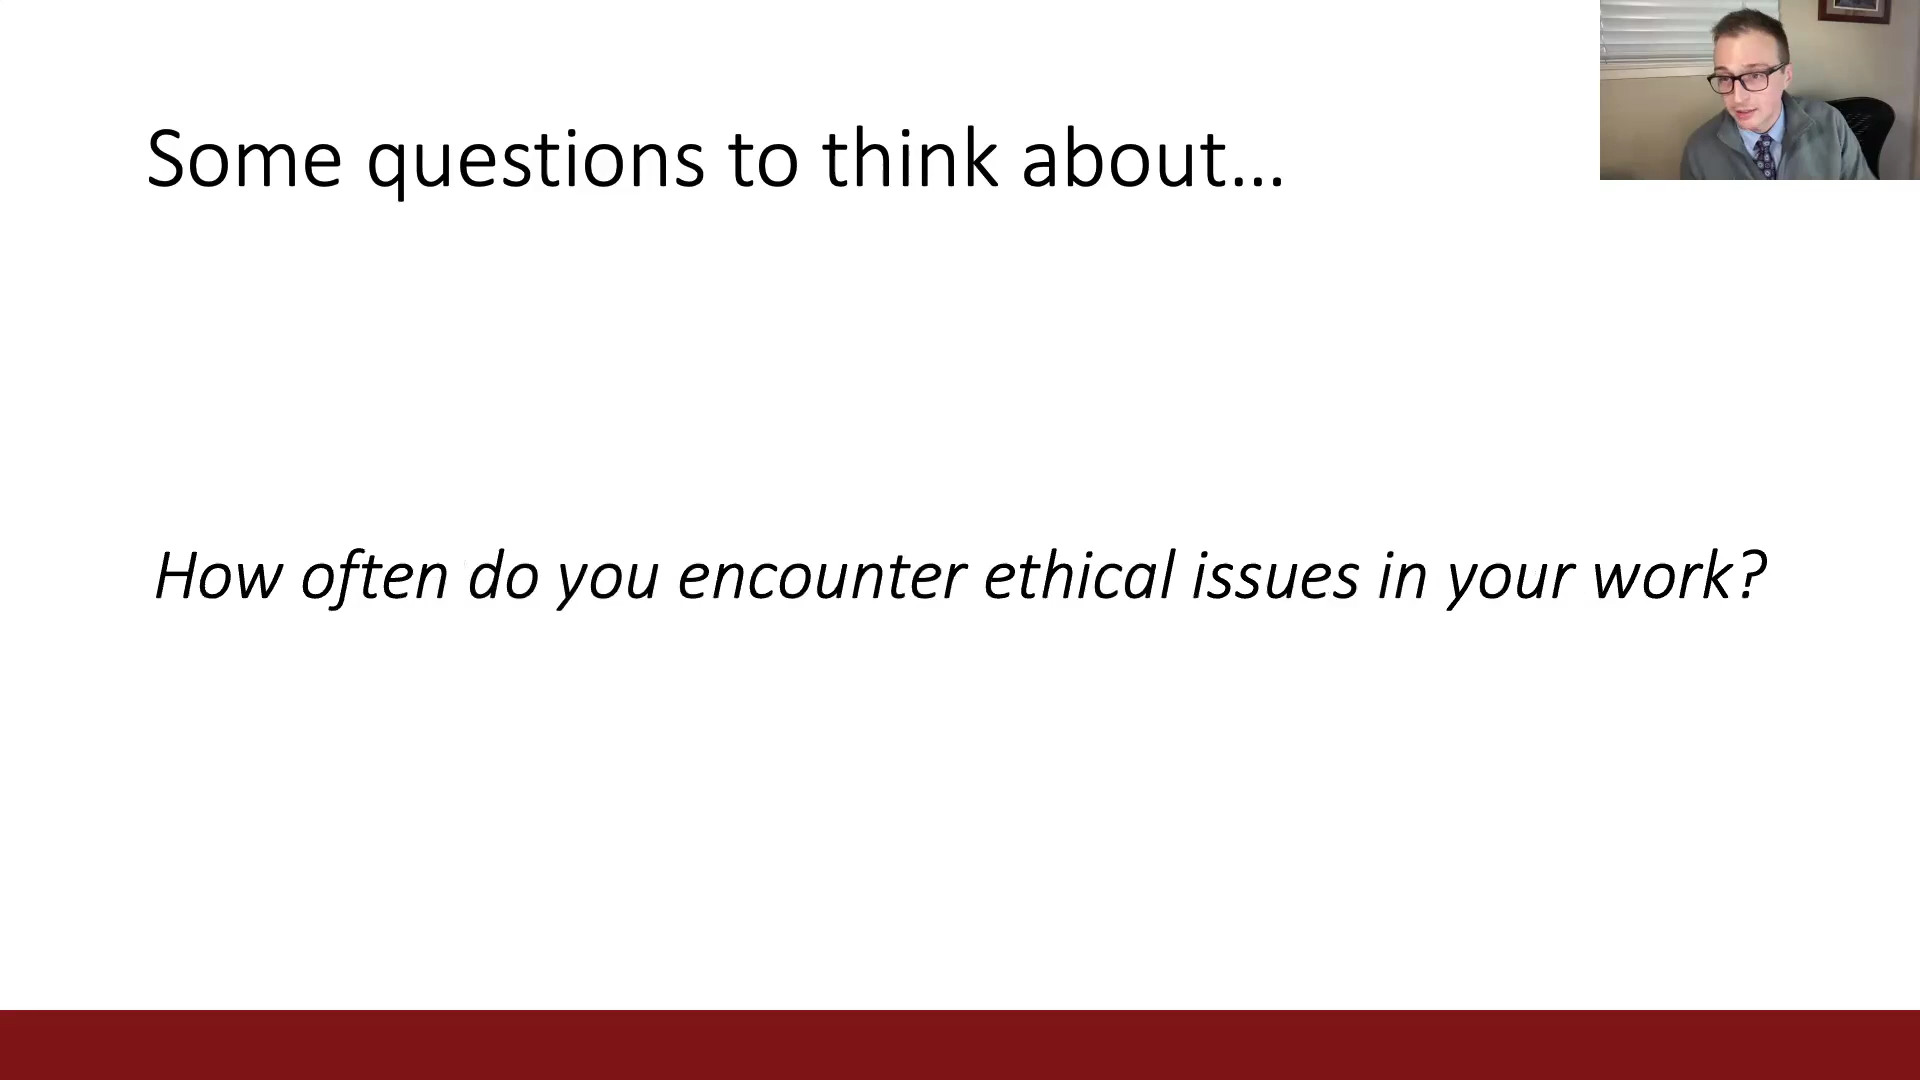 Some questions to think about...
How often do you encounter ethical issues in your work?